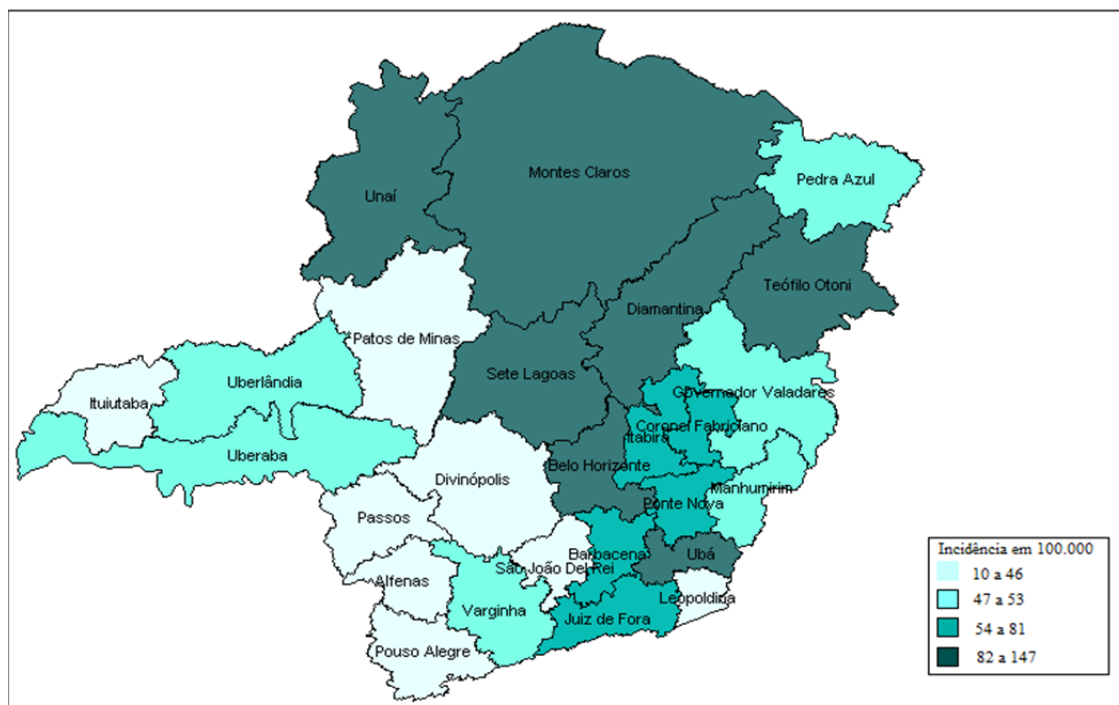 Montes Claros
Pedra Azul
Unaí
Teófilo Otoni
Diamantina
Patos de Minas
Sete Lagoas
Uberlândia
Governador Valadares
Ituiutaba
Coronel Fabriciano
Itabira
Uberaba
Belo Horizonte
Divinópolis
Manhumirim
Ponte Nova
Passos
Barbacena
Ubá
São João Del Rei
Alfenas
Leopoldina
Varginha
Juiz de Fora
Pouso Alegre
Incidência em 100.000
10 a 46
47 a 53
54 a 81
82 a 147